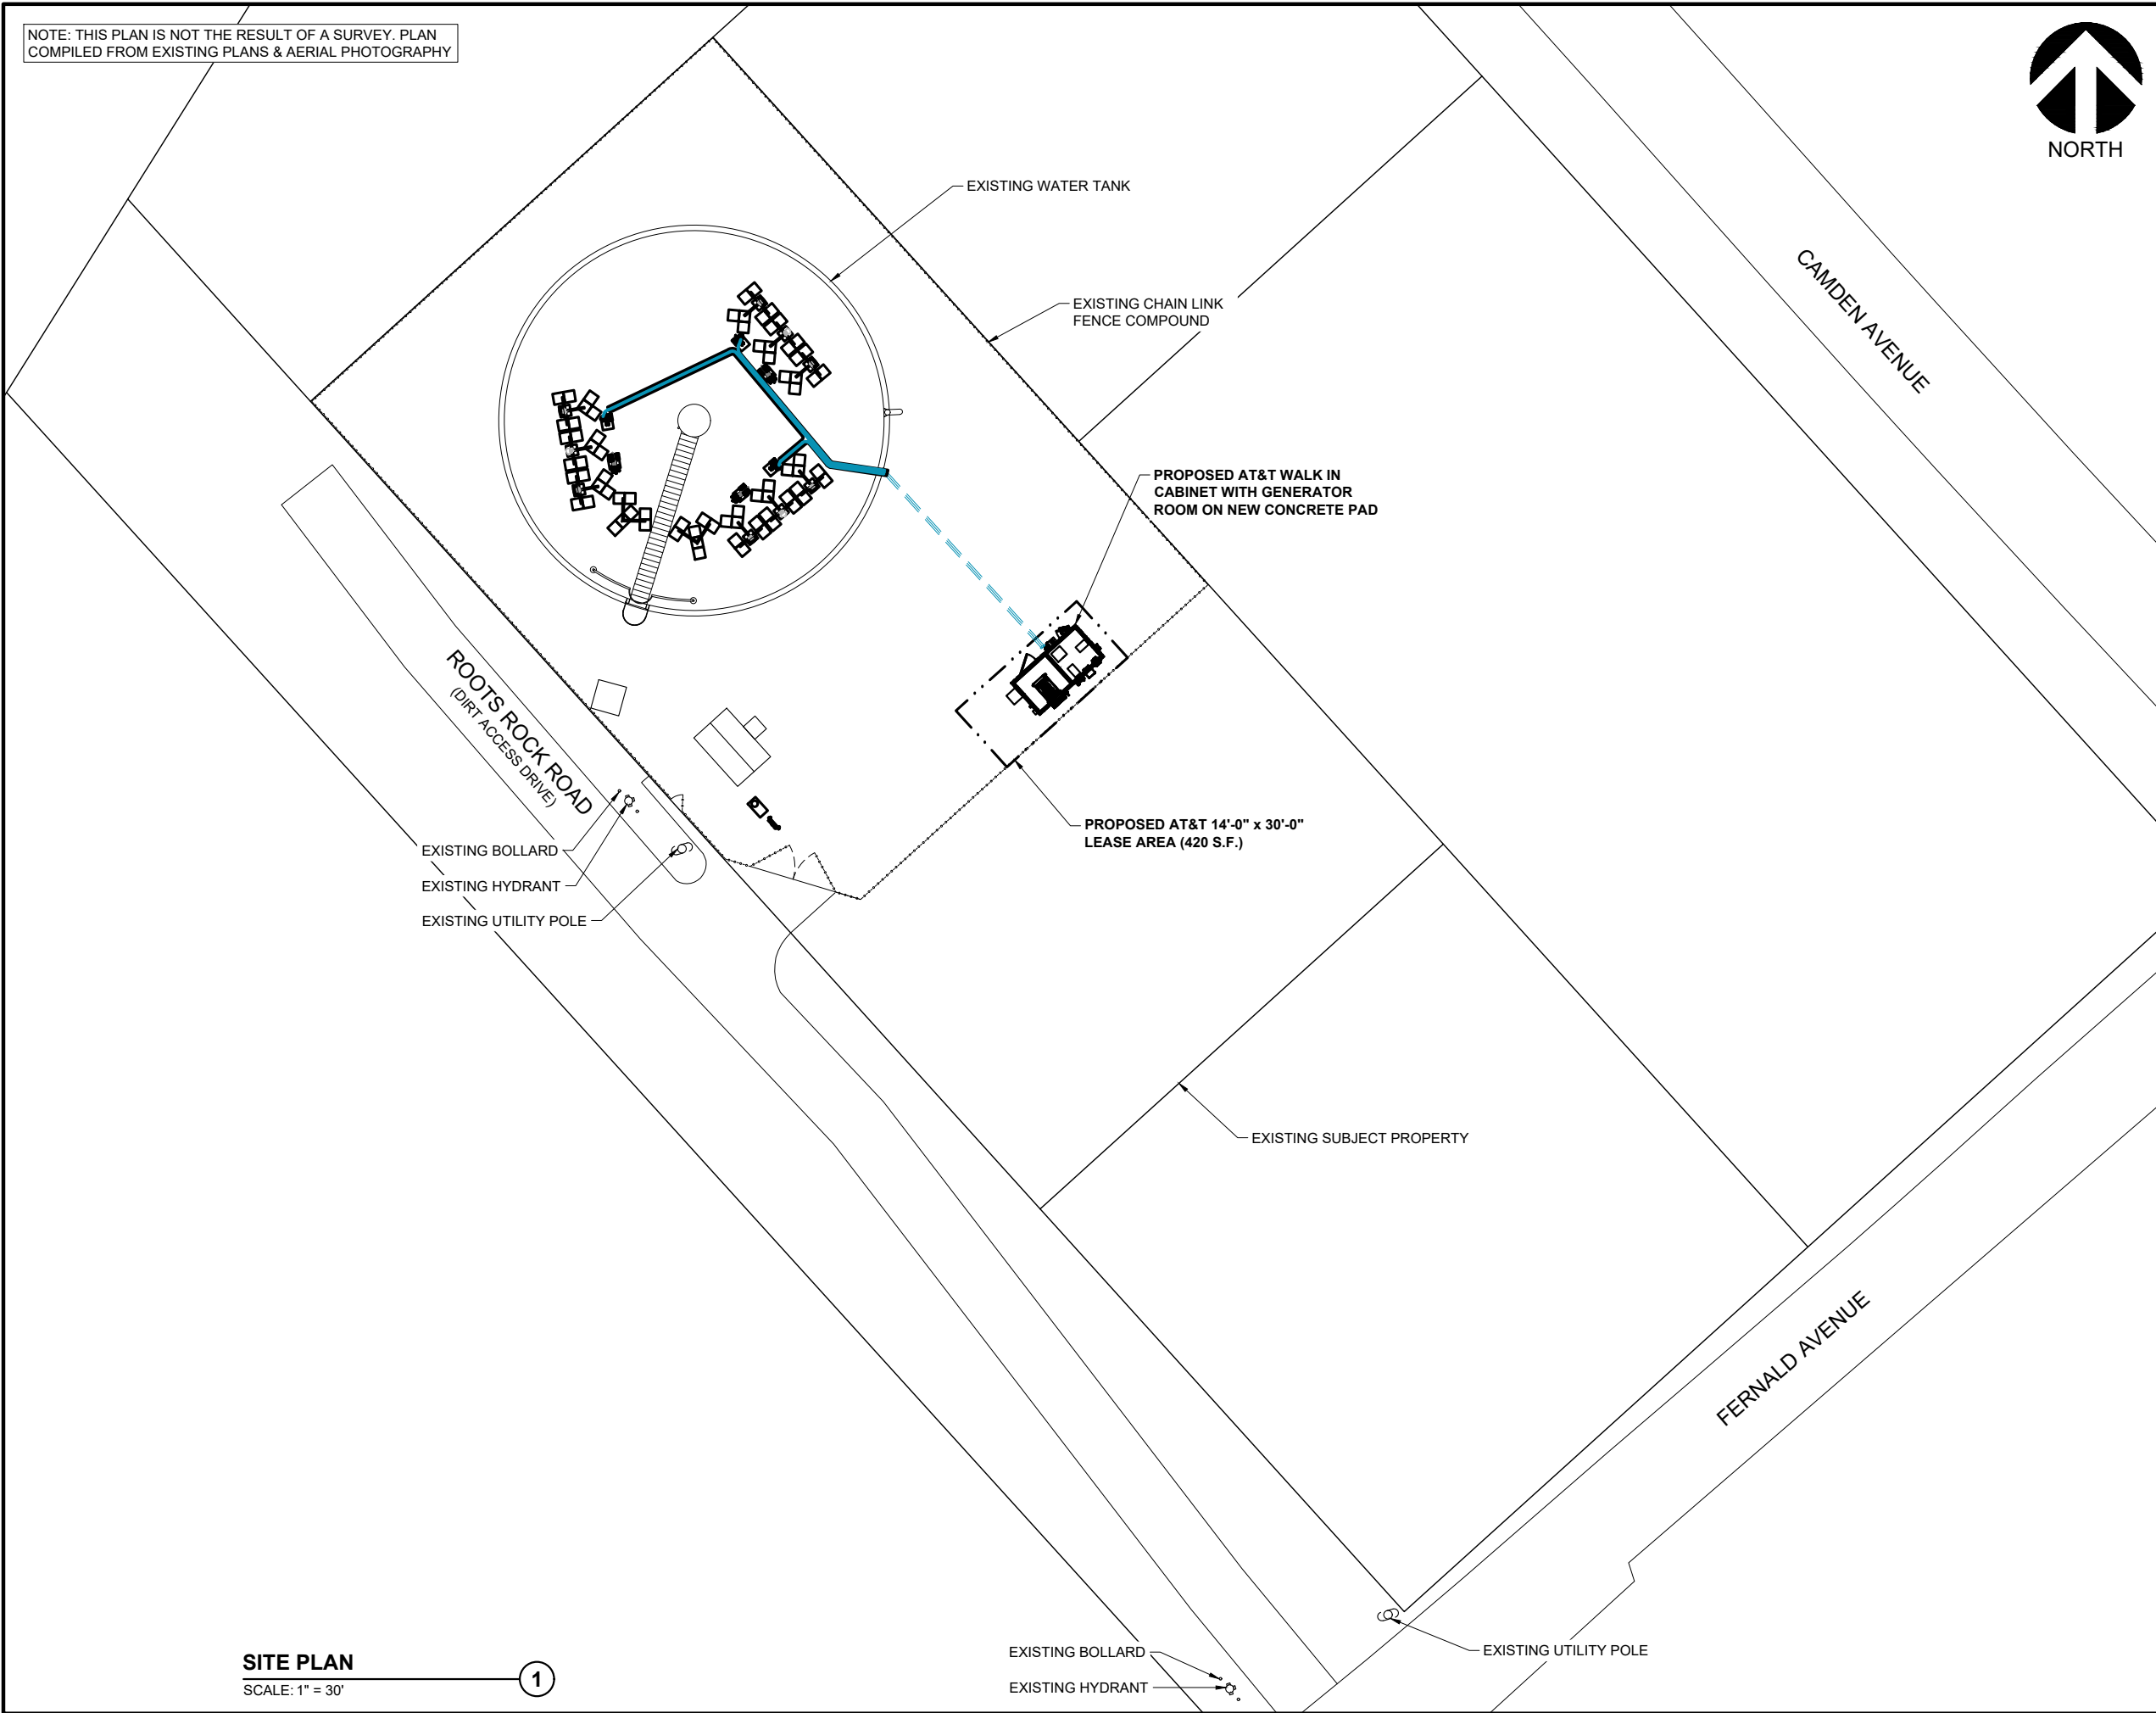 NOTE: THIS PLAN IS NOT THE RESULT OF A SURVEY. PLAN
COMPILED FROM EXISTING PLANS & AERIAL PHOTOGRAPHY
NORTH
EXISTING WATER TANK
EXISTING CHAIN LINK
FENCE COMPOUND
CAMDEN AVENUE
PROPOSED AT&T WALK IN
CABINET WITH GENERATOR
ROOM ON NEW CONCRETE PAD
ROOTS ROCK ROAD
(DIRT ACCESS DRIVE)
PROPOSED AT&T 14'-0" x 30'-0"
LEASE AREA (420 S.F.)
EXISTING BOLLARD
EXISTING HYDRANT
EXISTING UTILITY POLE
EXISTING SUBJECT PROPERTY
FERNALD AVENUE
EXISTING BOLLARD
EXISTING HYDRANT
EXISTING UTILITY POLE
SITE PLAN
SCALE: 1" = 30'
1